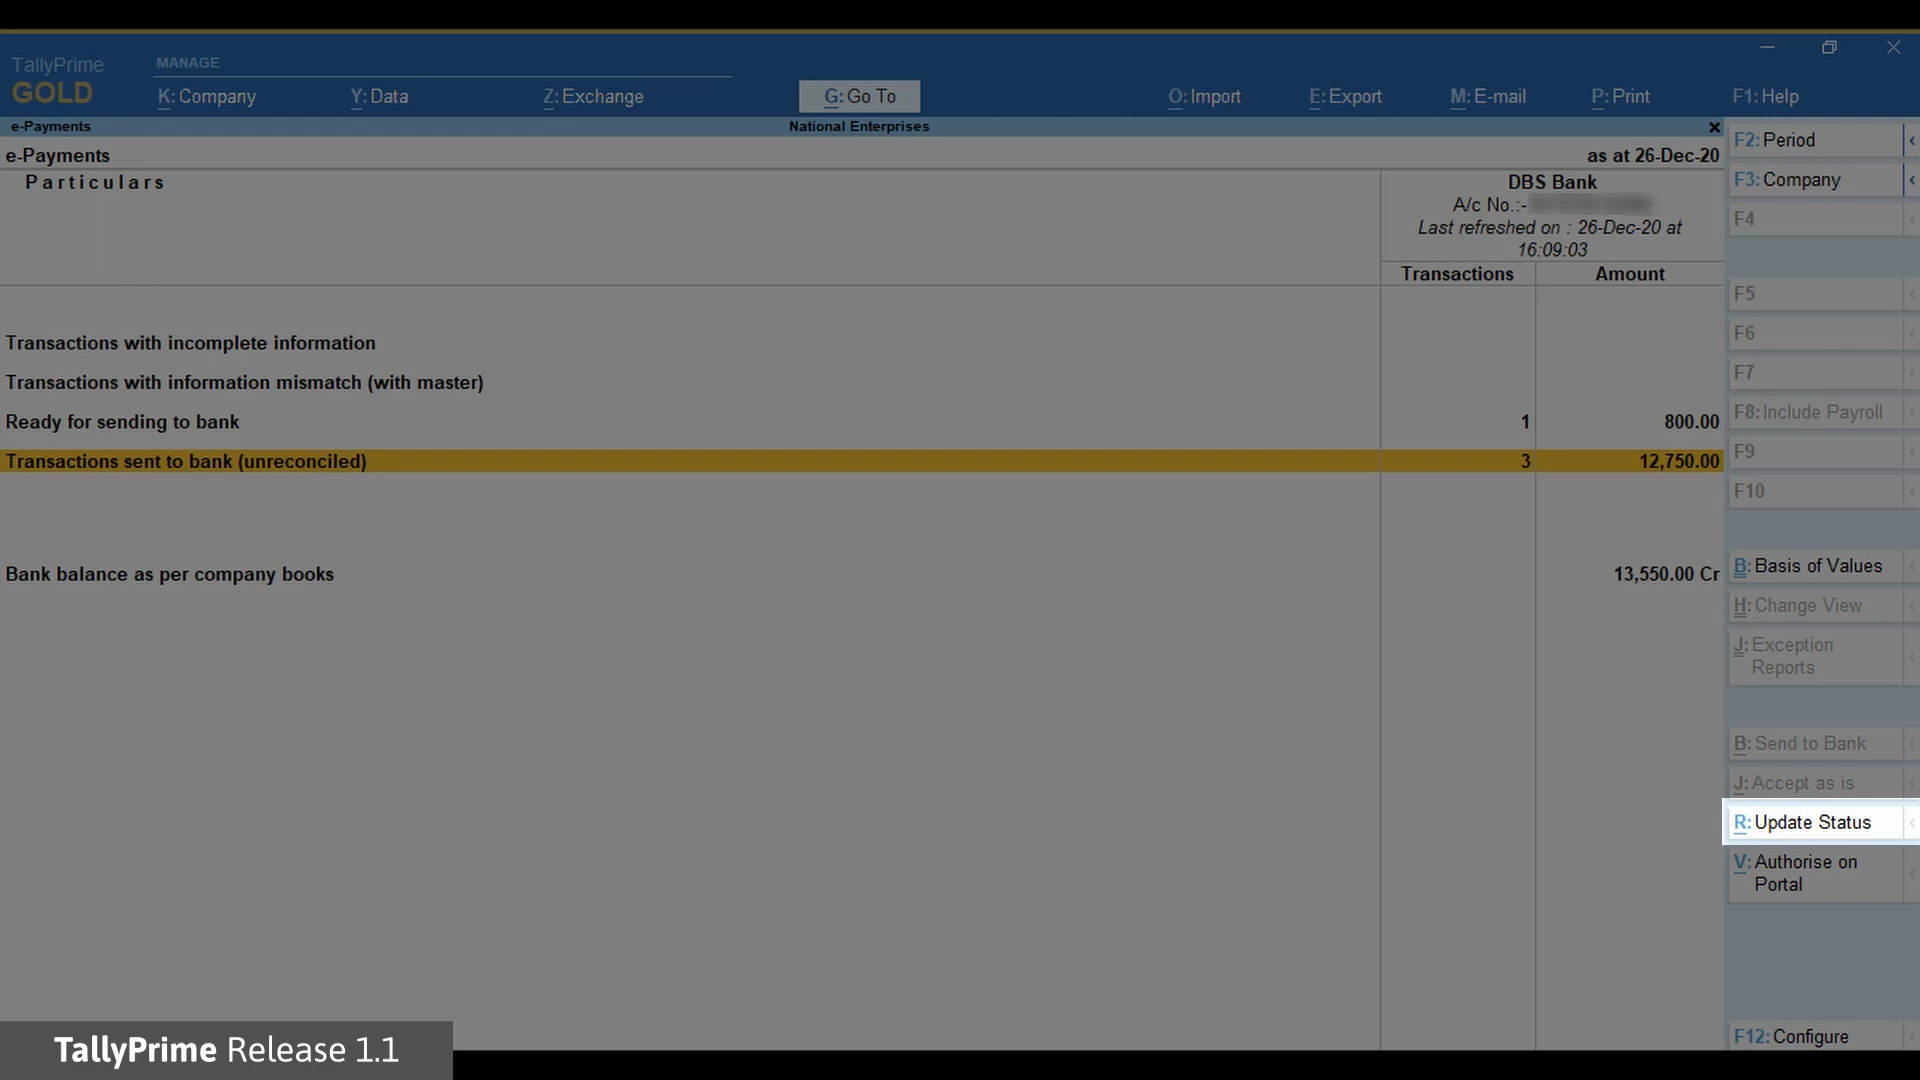 TallyPrime
GOLD
MANAGE
K: Company
Y: Data
Z: Exchange
G: Go To
O: Import
E: Export
M: E-mail
P: Print
F1: Help
e-Payments
National Enterprises
e-Payments
as at 26-Dec-20
Particulars
DBS Bank
A/c No.:-
Last refreshed on : 26-Dec-20 at
16:09:03
Transactions
Amount
Transactions with incomplete information
Transactions with information mismatch (with master)
Ready for sending to bank 1 800.00
Transactions sent to bank (unreconciled) 3 12,750.00
Bank balance as per company books 13,550.00 Cr
F2: Period
F3: Company
F4
F5
F6
F7
F8: Include Payroll
F9
F10
B: Basis of Values
H: Change View
J: Exception
Reports
B: Send to Bank
J: Accept as is
R: Update Status
V: Authorise on
Portal
F12: Configure
TallyPrime Release 1.1